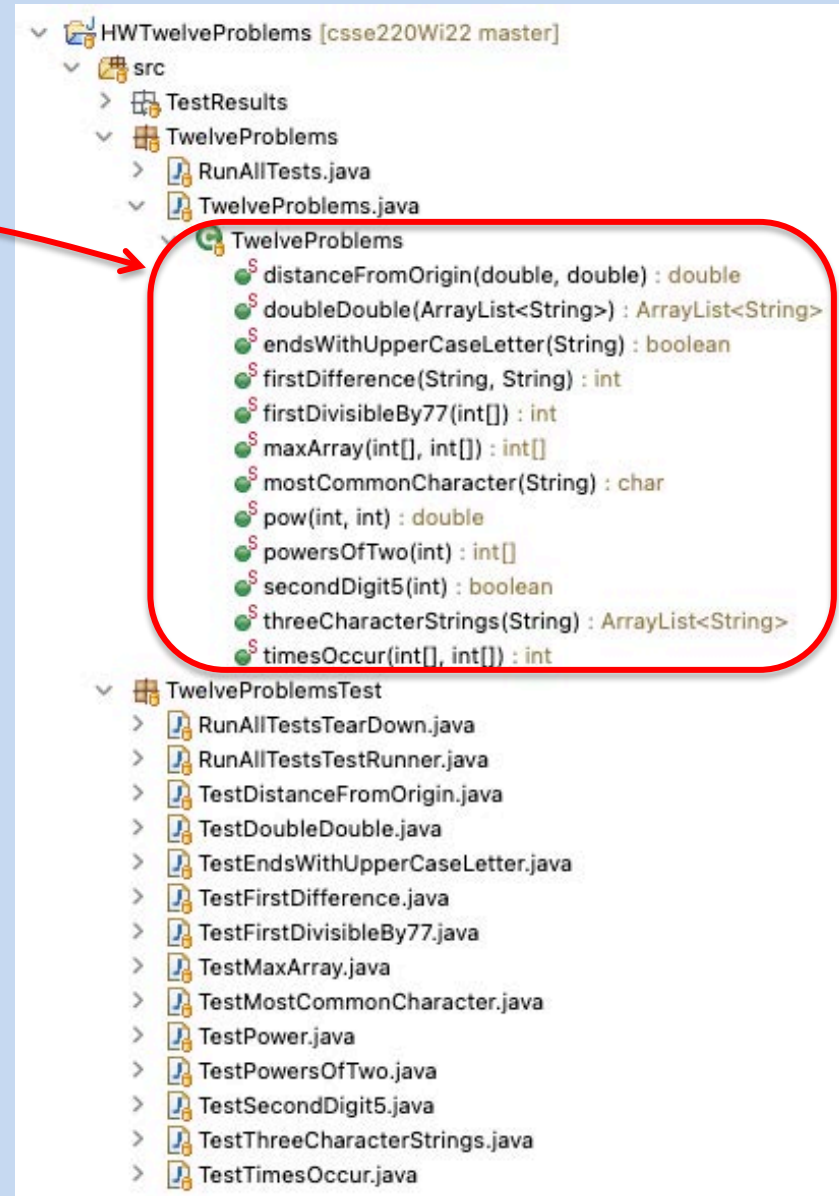 HWTwelveProblems [csse220Wi22 master]
src
TestResults
TwelveProblems
RunAllTests.java
TwelveProblems.java
TwelveProblems
distanceFromOrigin(double, double) : double
doubleDouble(ArrayList<String>) : ArrayList<String>
endsWithUpperCaseLetter(String) : boolean
firstDifference(String, String) : int
firstDivisibleBy77(int[]) : int
maxArray(int[], int[]) : int[]
mostCommonCharacter(String) : char
pow(int, int) : double
powersOfTwo(int) : int[]
secondDigit5(int) : boolean
threeCharacterStrings(String) : ArrayList<String>
timesOccur(int[], int[]) : int
TwelveProblemsTest
RunAllTestsTearDown.java
RunAllTestsTestRunner.java
TestDistanceFromOrigin.java
TestDoubleDouble.java
TestEndsWithUpperCaseLetter.java
TestFirstDifference.java
TestFirstDivisibleBy77.java
TestMaxArray.java
TestMostCommonCharacter.java
TestPower.java
TestPowersOfTwo.java
TestSecondDigit5.java
TestThreeCharacterStrings.java
TestTimesOccur.java